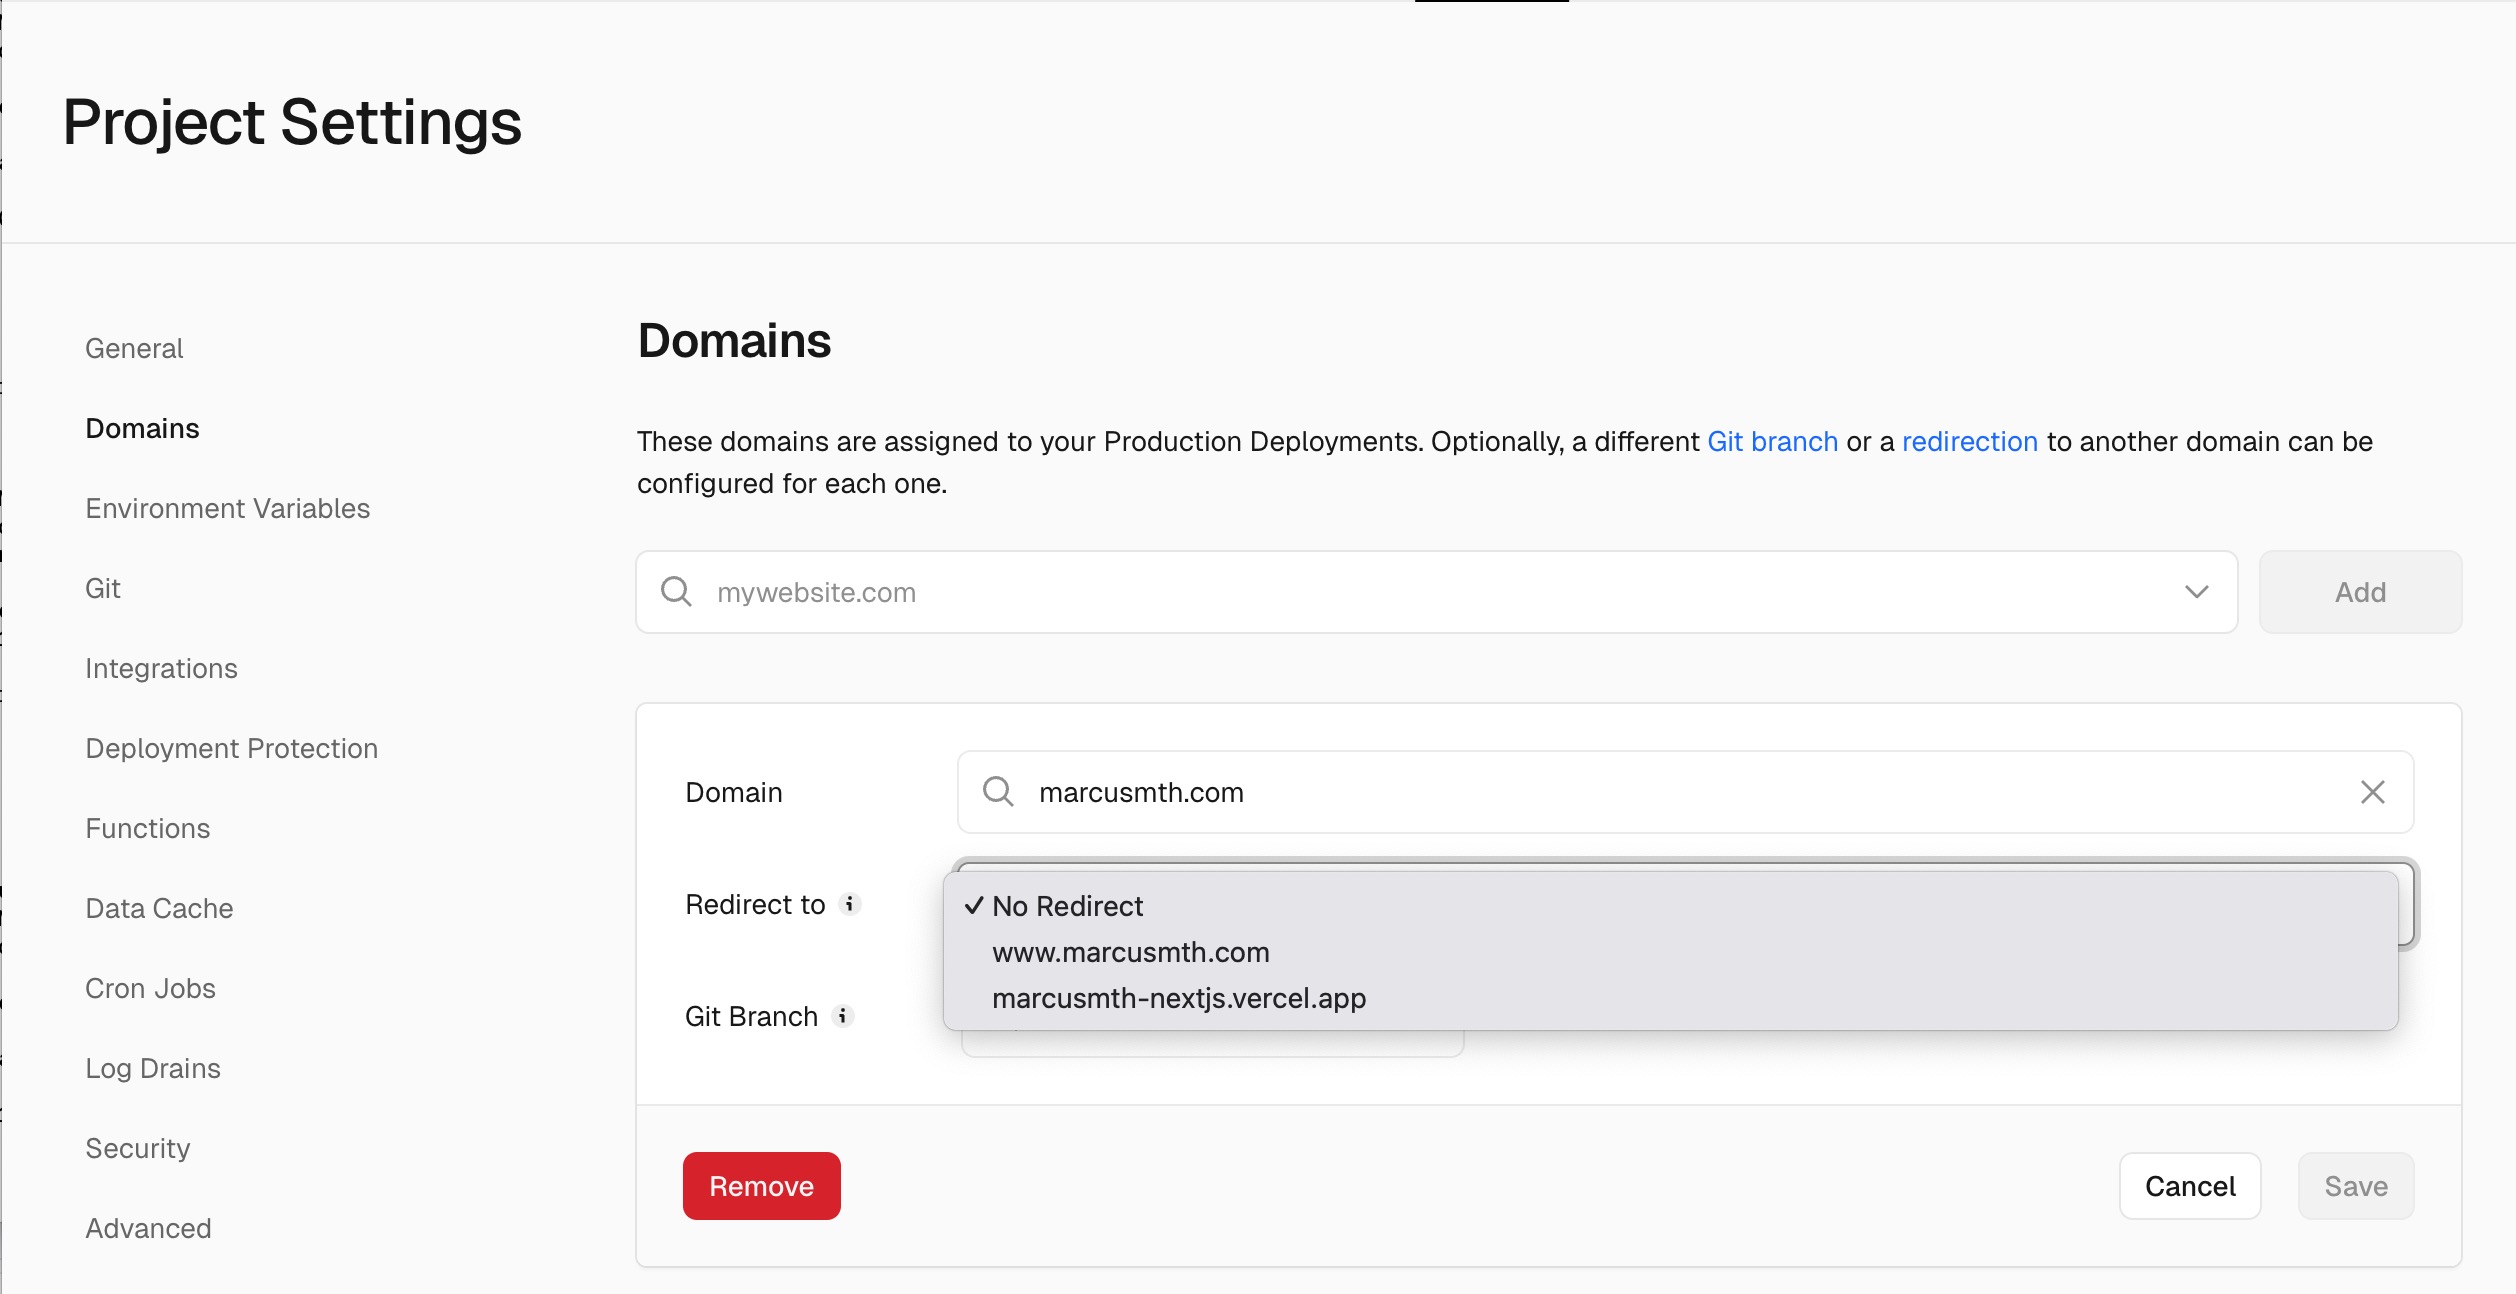 Project Settings
General
Domains
Environment Variables
Git
Integrations
Deployment Protection
Functions
Data Cache
Cron Jobs
Log Drains
Security
Advanced
Domains
These domains are assigned to your Production Deployments. Optionally, a different Git branch or a redirection to another domain can be
configured for each one.
mywebsite.com
Add
Domain
marcusmth.com
Redirect to
✓ No Redirect
www.marcusmth.com
marcusmth-nextjs.vercel.app
Git Branch
Remove
Cancel
Save